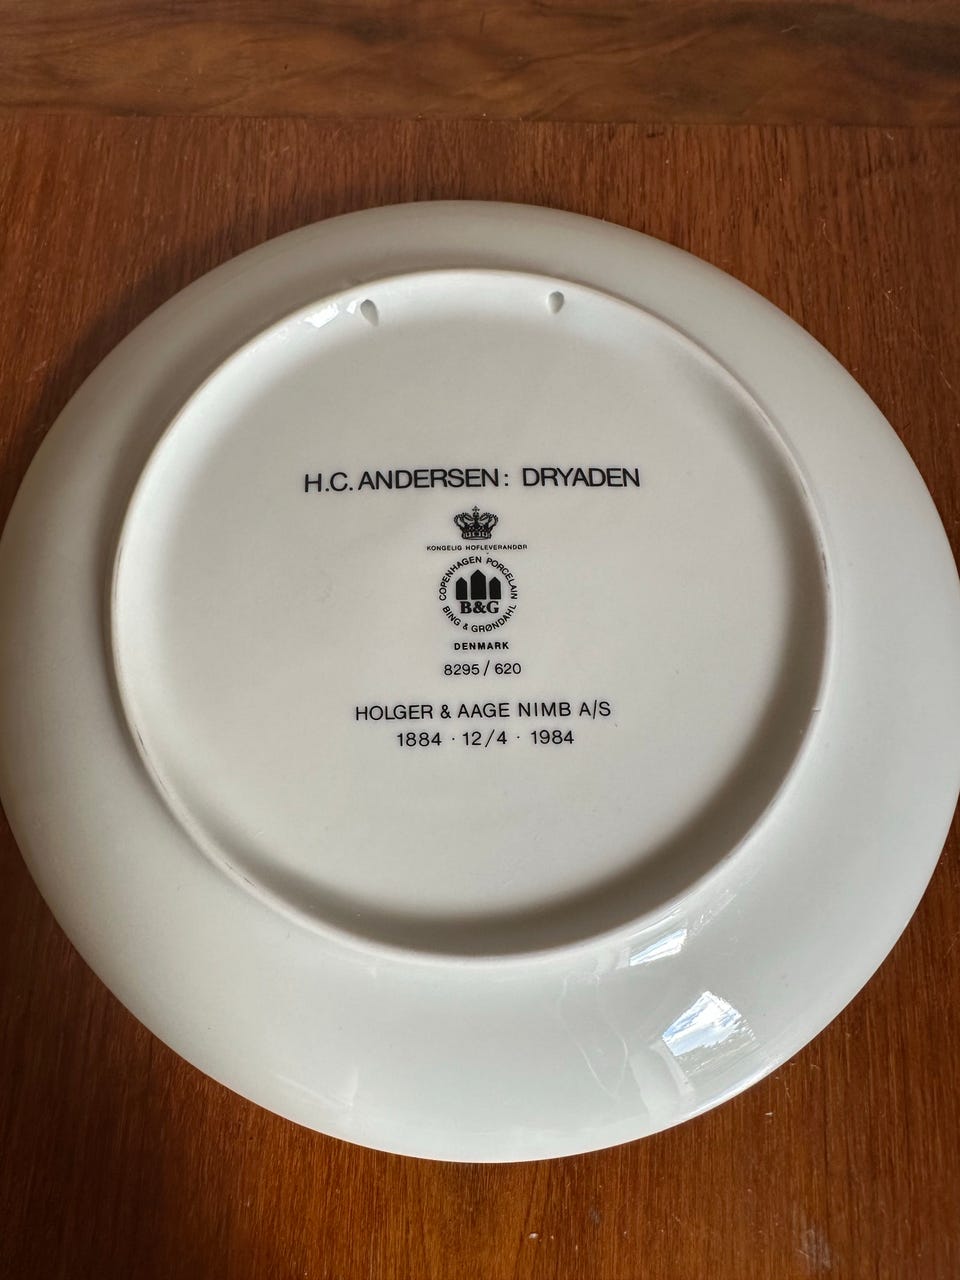 H.C. ANDERSEN: DRYADEN
KONGELIG HOFLEVERANDØR
COPENHAGEN PORCELAIN
B&G
BING & GRØNDAHL
DENMARK
8295/620
HOLGER & AAGE NIMB A/S
1884 · 12/4 · 1984